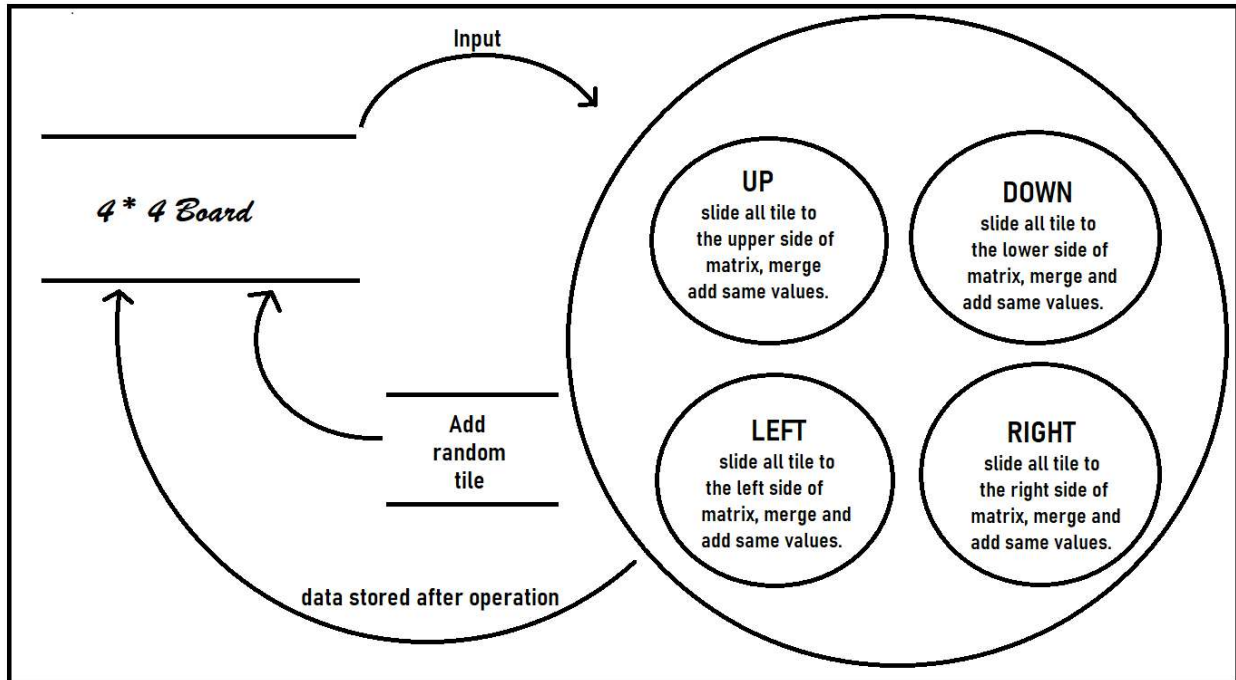 Input
4 * 4 Board
UP
slide all tile to
the upper side of
matrix, merge
add same values.
DOWN
slide all tile to
the lower side of
matrix, merge and
add same values.
Add
random
tile
LEFT
slide all tile to
the left side of
matrix, merge and
add same values.
RIGHT
slide all tile to
the right side of
matrix, merge and
add same values.
data stored after operation